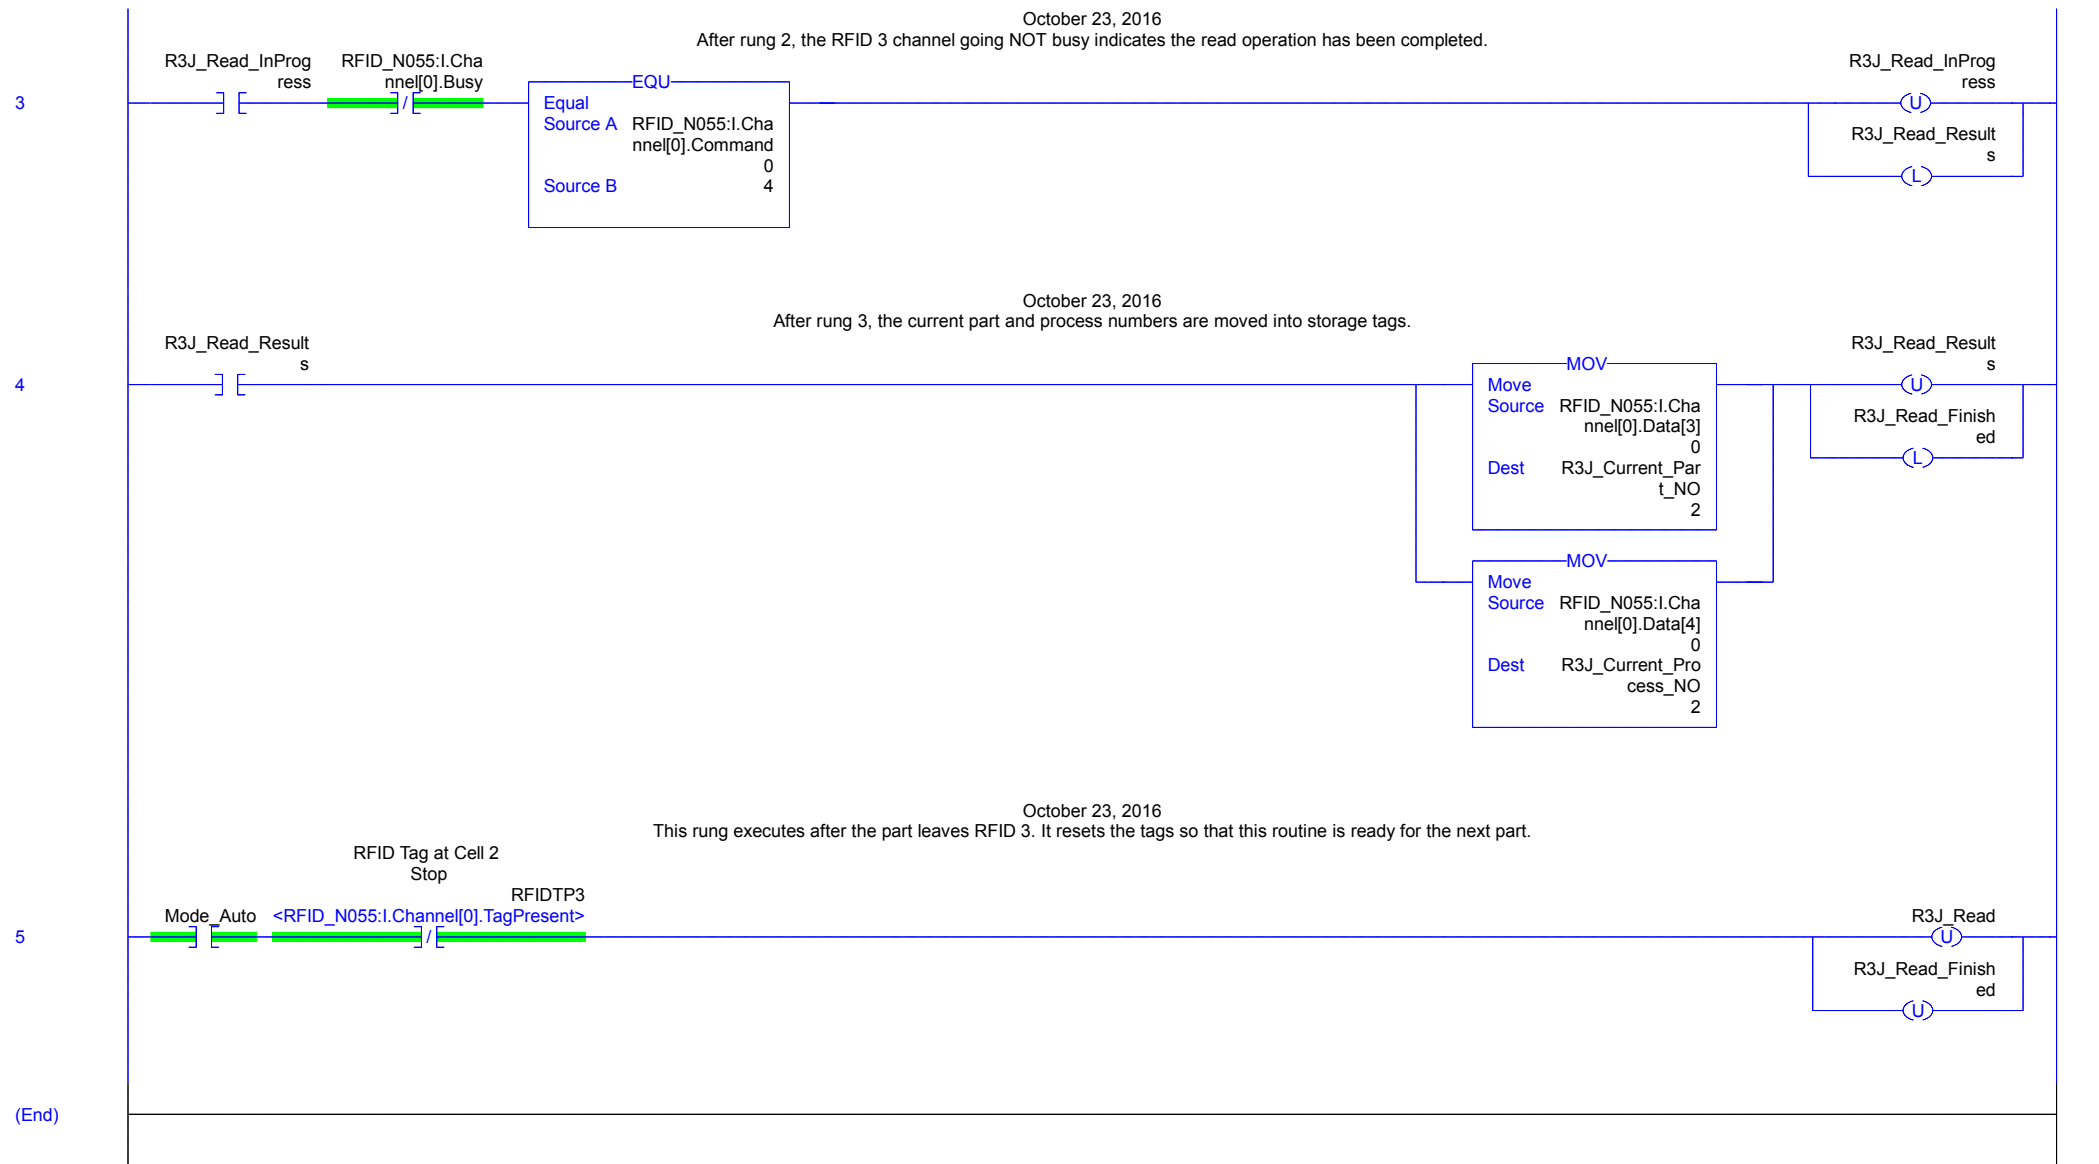 October 23, 2016
After rung 2, the RFID 3 channel going NOT busy indicates the read operation has been completed.
R3J_Read_InProg
ress
RFID_N055:I.Cha
nnel[0].Busy
3
EQU
Equal
Source A RFID_N055:I.Cha
nnel[0].Command
0
Source B 4
R3J_Read_InProg
ress
U
R3J_Read_Result
s
L
October 23, 2016
After rung 3, the current part and process numbers are moved into storage tags.
R3J_Read_Result
s
4
MOV
Move
Source RFID_N055:I.Cha
nnel[0].Data[3]
0
Dest R3J_Current_Par
t_NO
2
MOV
Move
Source RFID_N055:I.Cha
nnel[0].Data[4]
0
Dest R3J_Current_Pro
cess_NO
2
R3J_Read_Result
s
U
R3J_Read_Finish
ed
L
October 23, 2016
This rung executes after the part leaves RFID 3. It resets the tags so that this routine is ready for the next part.
RFID Tag at Cell 2
Stop
RFIDTP3
Mode_Auto <RFID_N055:I.Channel[0].TagPresent>
5
R3J_Read
U
R3J_Read_Finish
ed
U
(End)